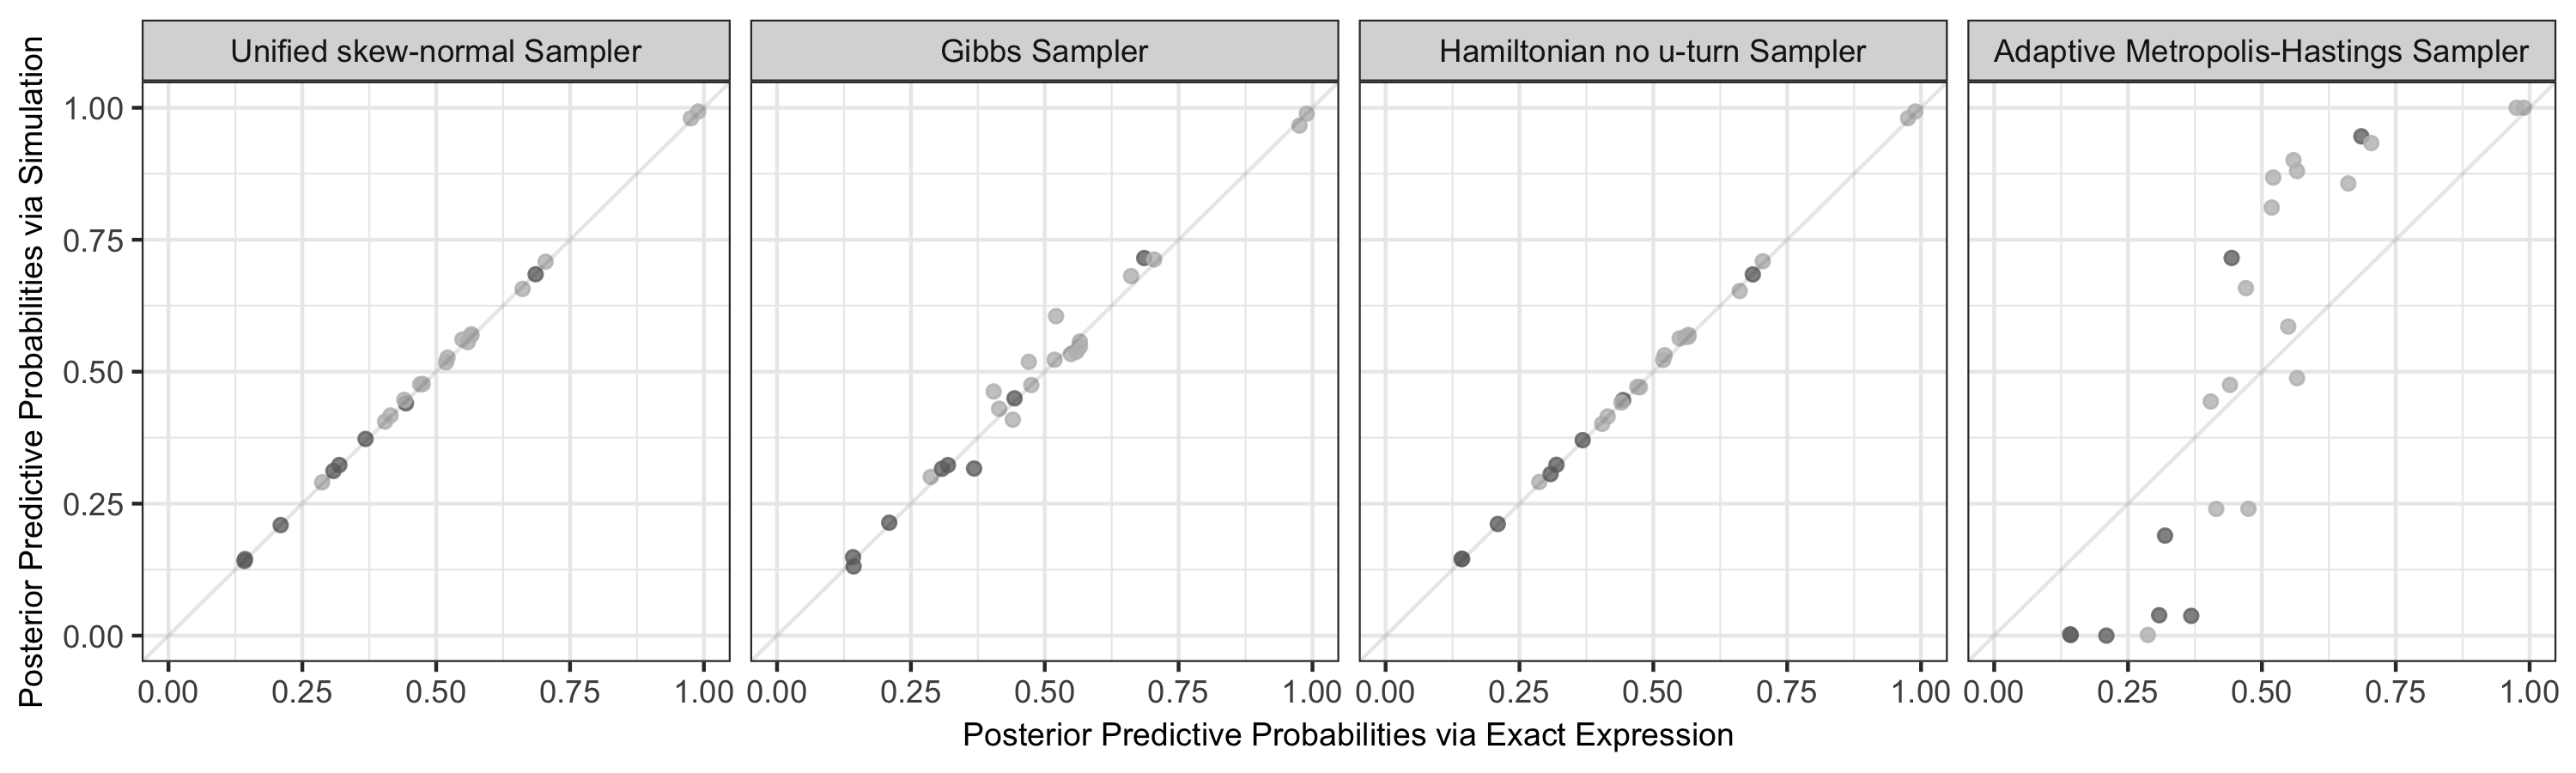 Unified skew-normal Sampler
Gibbs Sampler
Hamiltonian no u-turn Sampler
Adaptive Metropolis-Hastings Sampler
Posterior Predictive Probabilities via Simulation
1.00
0.75
0.50
0.25
0.00
0.00 0.25 0.50 0.75 1.00
0.00 0.25 0.50 0.75 1.00
0.00 0.25 0.50 0.75 1.00
0.00 0.25 0.50 0.75 1.00
Posterior Predictive Probabilities via Exact Expression